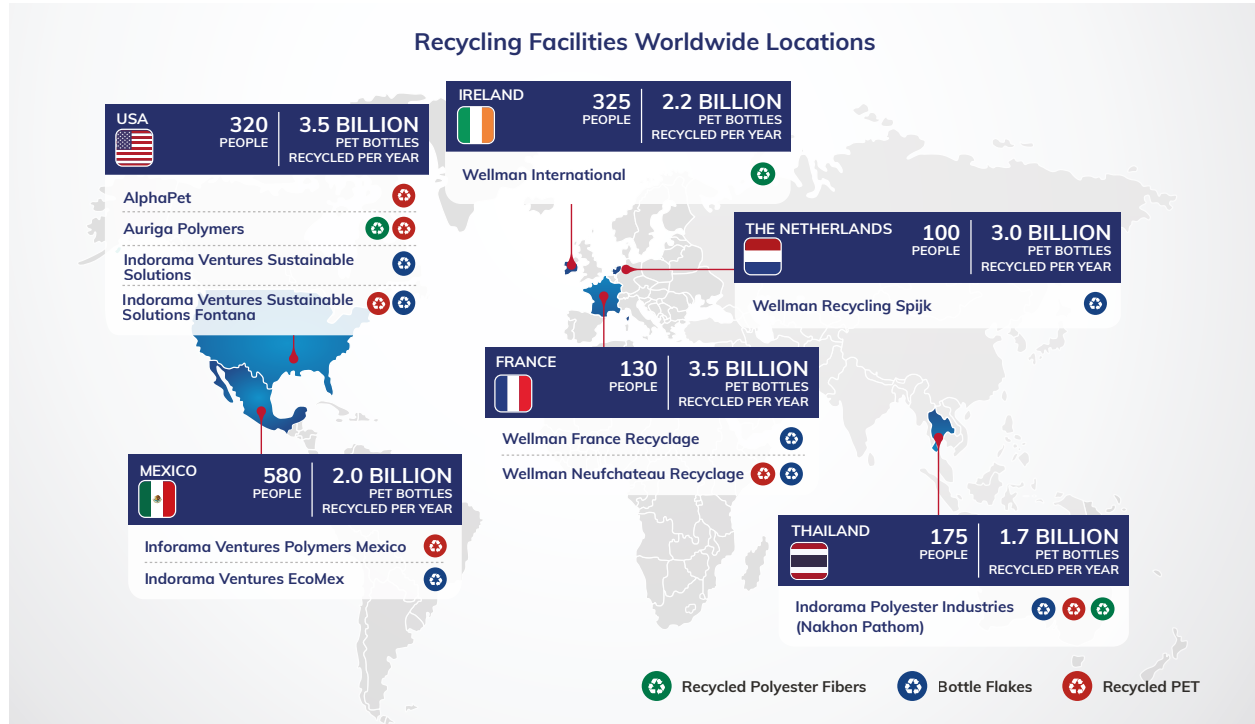 Recycling Facilities Worldwide Locations
USA
320
PEOPLE
3.5 BILLION
PET BOTTLES
RECYCLED PER YEAR
AlphaPet
Auriga Polymers
Indorama Ventures Sustainable
Solutions
Indorama Ventures Sustainable
Solutions Fontana
IRELAND
325
PEOPLE
2.2 BILLION
PET BOTTLES
RECYCLED PER YEAR
Wellman International
THE NETHERLANDS
100
PEOPLE
3.0 BILLION
PET BOTTLES
RECYCLED PER YEAR
Wellman Recycling Spijk
FRANCE
130
PEOPLE
3.5 BILLION
PET BOTTLES
RECYCLED PER YEAR
Wellman France Recyclage
Wellman Neufchateau Recyclage
MEXICO
580
PEOPLE
2.0 BILLION
PET BOTTLES
RECYCLED PER YEAR
Inforama Ventures Polymers Mexico
Indorama Ventures EcoMex
THAILAND
175
PEOPLE
1.7 BILLION
PET BOTTLES
RECYCLED PER YEAR
Indorama Polyester Industries
(Nakhon Pathom)
Recycled Polyester Fibers
Bottle Flakes
Recycled PET